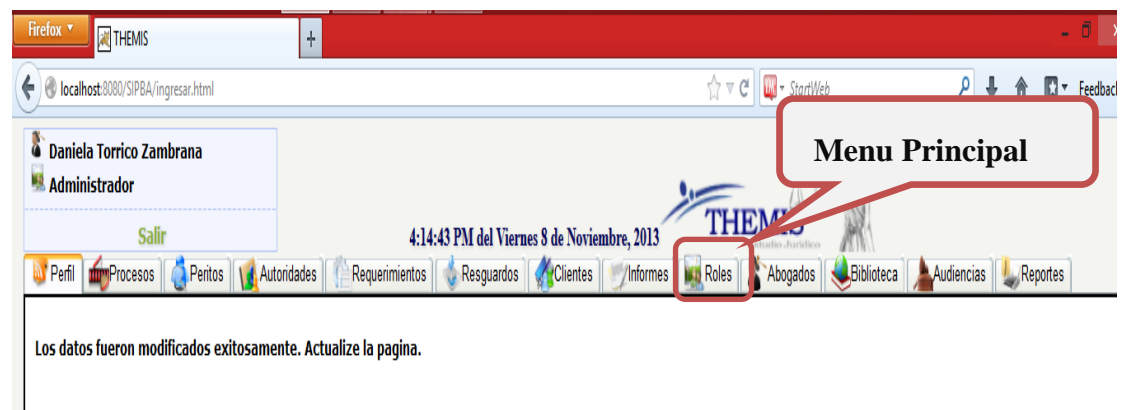 Firefox
THEMIS
+
localhost:8080/SIPBA/ingresar.html
StartWeb
Feedback
Daniela Torrico Zambrana
Administrador
Salir
Menu Principal
4:14:43 PM del Viernes 8 de Noviembre, 2013
THEMIS
Jurídico
Perfil Procesos Peritos Autoridades Requerimientos Resguardos Clientes Informes Roles Abogados Biblioteca Audiencias Reportes
Los datos fueron modificados exitosamente. Actualize la pagina.